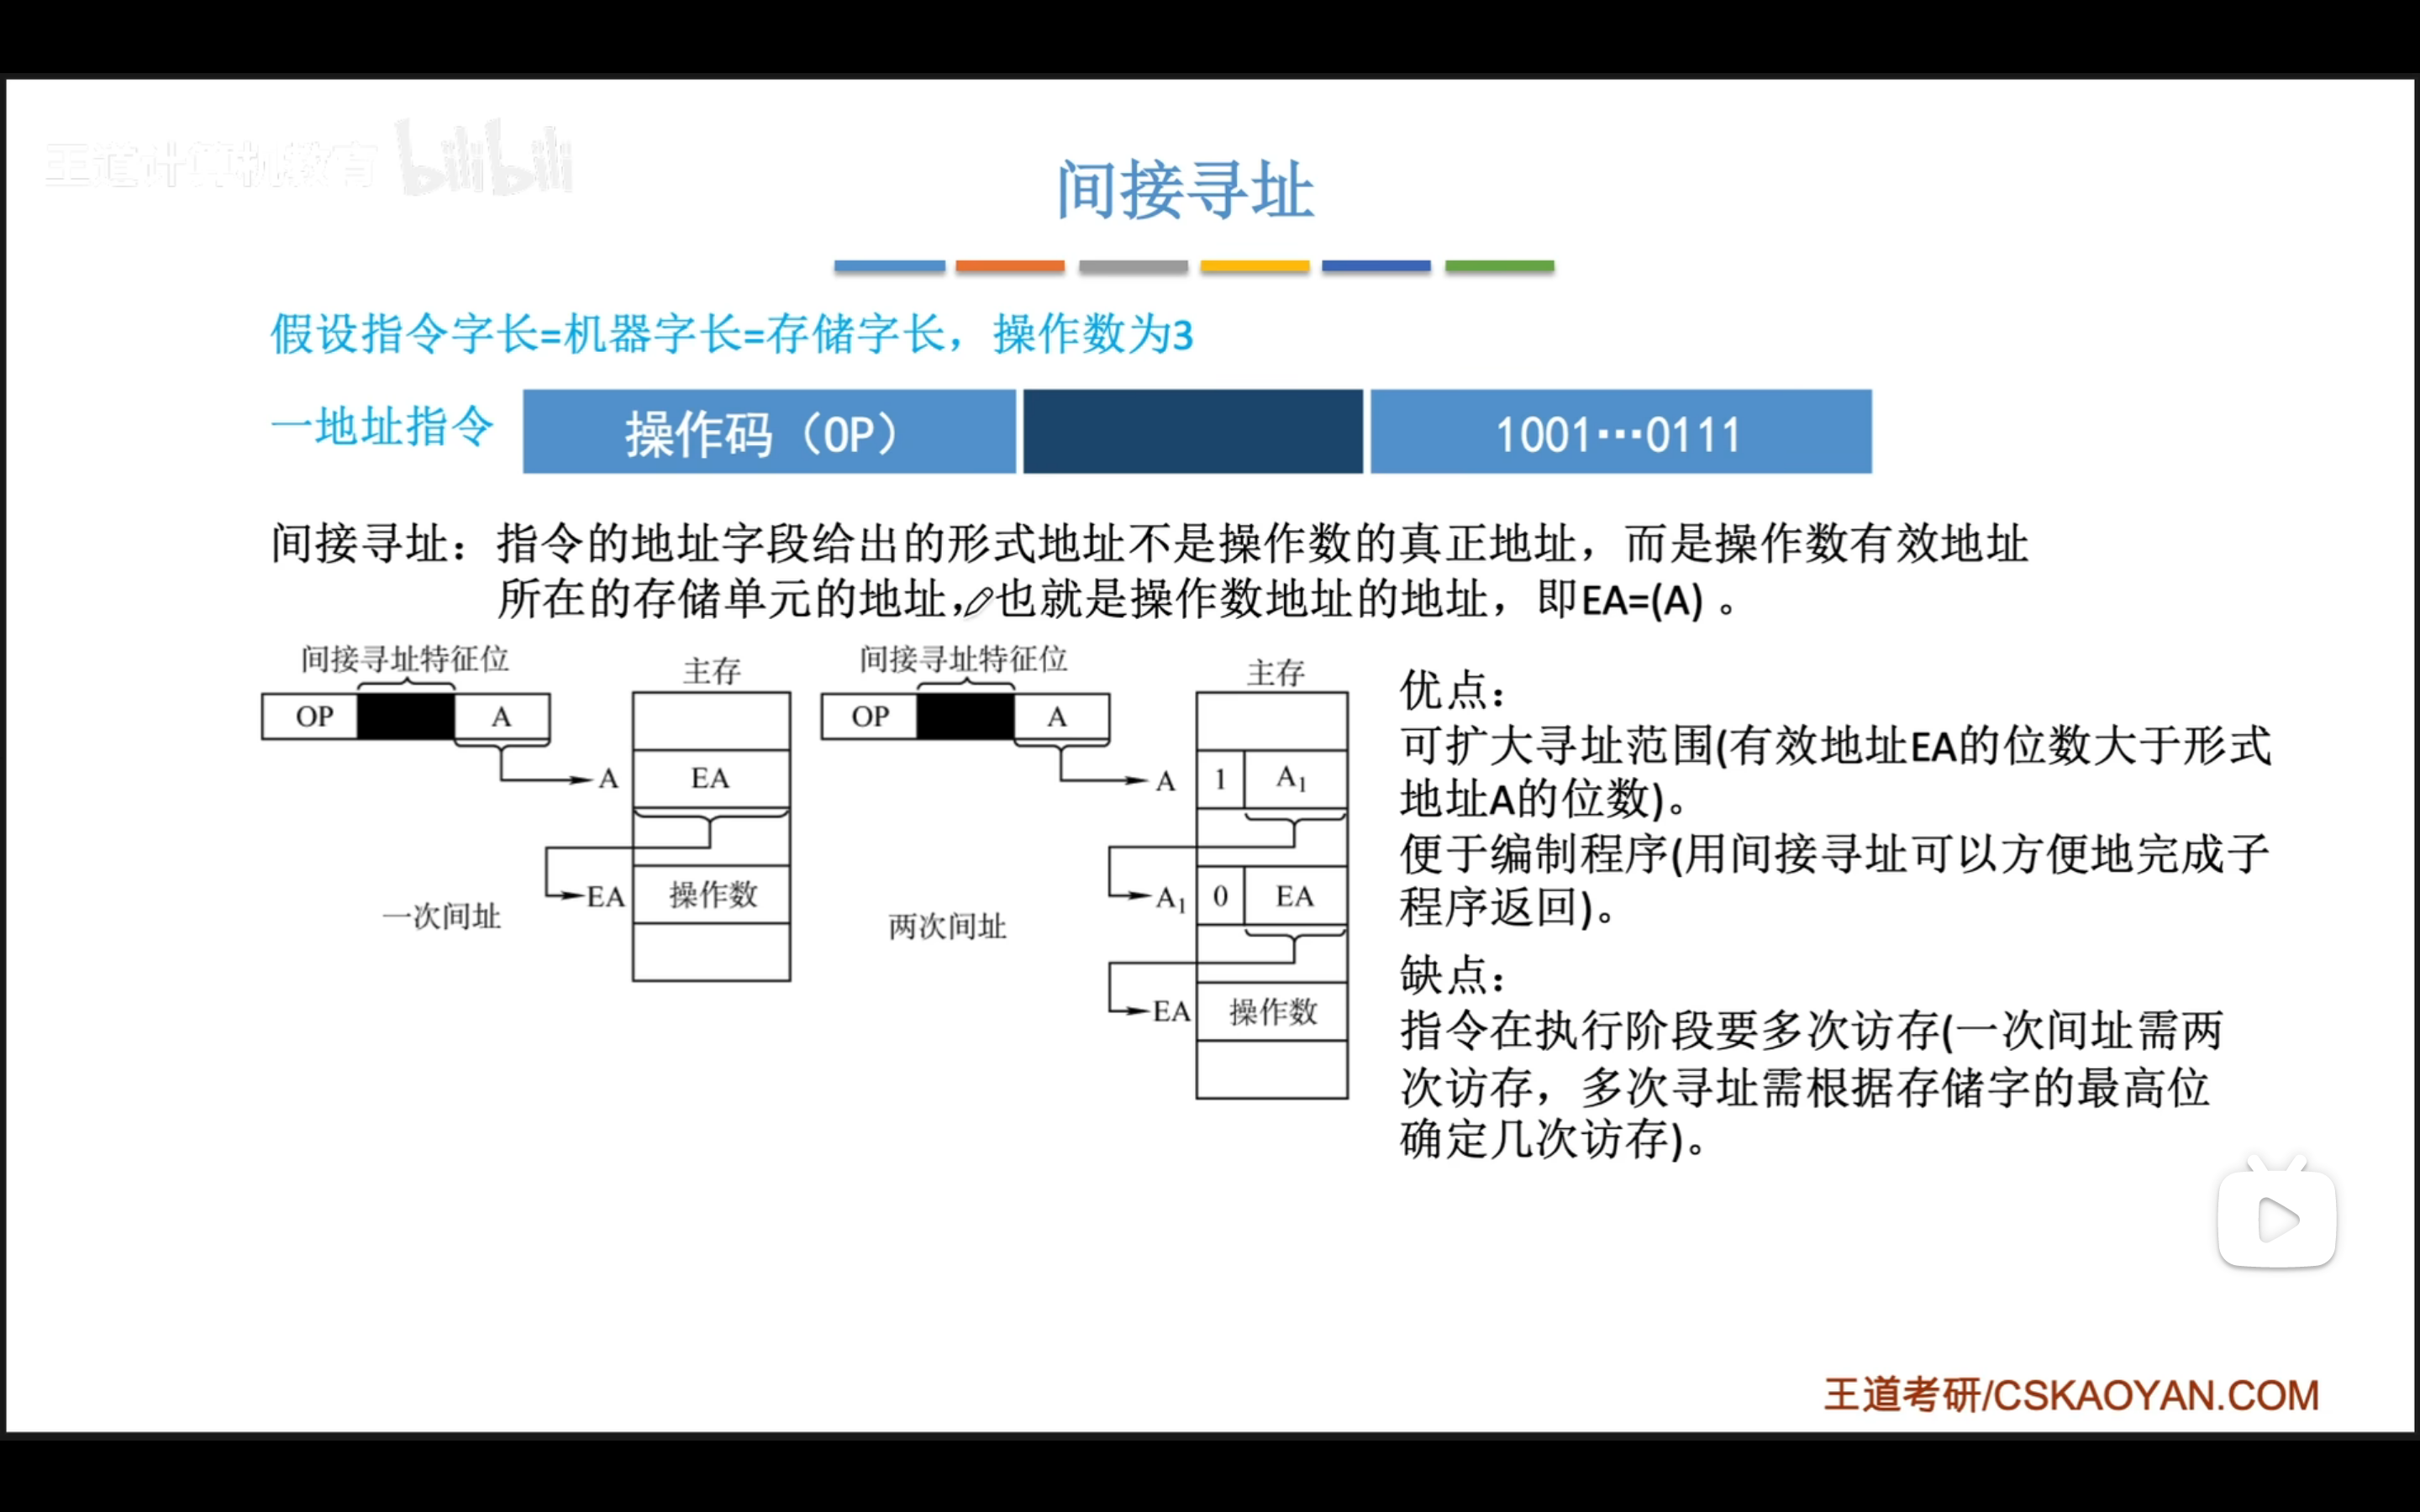 王道计算机教育 bilibili
间接寻址
假设指令字长=机器字长=存储字长，操作数为3
一地址指令 操作码（OP） 1001…0111
间接寻址：指令的地址字段给出的形式地址不是操作数的真正地址，而是操作数有效地址
所在的存储单元的地址，也就是操作数地址的地址，即EA=(A) 。
间接寻址特征位
OP
A
主存
A
EA
EA
操作数
一次间址
间接寻址特征位
OP
A
主存
A
1
A1
A1
0
EA
EA
操作数
两次间址
优点：
可扩大寻址范围(有效地址EA的位数大于形式
地址A的位数)。
便于编制程序(用间接寻址可以方便地完成子
程序返回)。
缺点：
指令在执行阶段要多次访存(一次间址需两
次访存，多次寻址需根据存储字的最高位
确定几次访存)。
王道考研/CSKAOYAN.COM